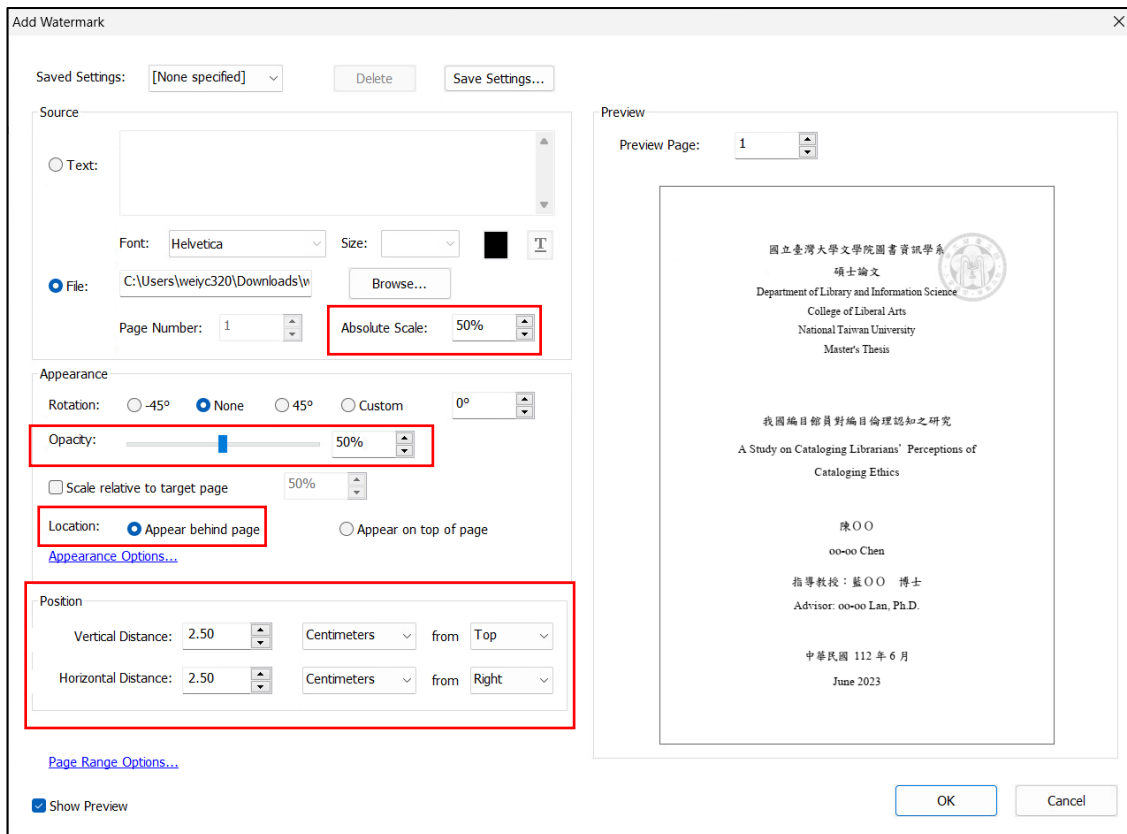 Add Watermark
Saved Settings: [None specified] Delete Save Settings...
Source
Text:
Font: Helvetica Size: T
File: C:\Users\weiyc320\Downloads\w Browse...
Page Number: 1 Absolute Scale: 50%
Appearance
Rotation: -45° None 45° Custom 0°
Opacity: 50%
Scale relative to target page 50%
Location: Appear behind page Appear on top of page
Appearance Options...
Position
Vertical Distance: 2.50 Centimeters from Top
Horizontal Distance: 2.50 Centimeters from Right
Page Range Options...
Show Preview
Preview
Preview Page: 1
國立臺灣大學文學院圖書資訊學系
碩士論文
Department of Library and Information Science
College of Liberal Arts
National Taiwan University
Master's Thesis
我國編目館員對編目倫理認知之研究
A Study on Cataloging Librarians' Perceptions of
Cataloging Ethics
陳OO
oo-oo Chen
指導教授：藍OO 博士
Advisor: oo-oo Lan, Ph.D.
中華民國 112 年 6 月
June 2023
OK Cancel